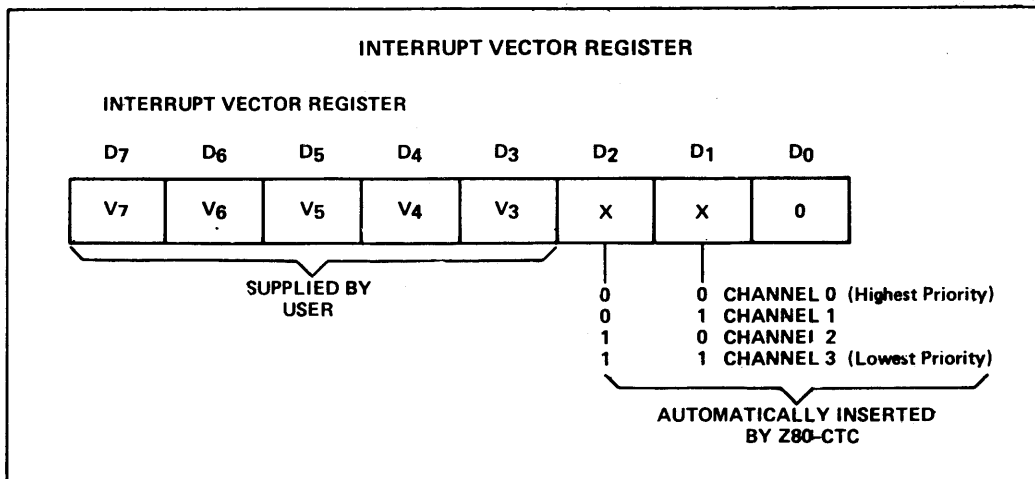 INTERRUPT VECTOR REGISTER
INTERRUPT VECTOR REGISTER
D7 D6 D5 D4 D3 D2 D1 D0
V7 V6 V5 V4 V3 X X 0
SUPPLIED BY
USER
0 0 CHANNEL 0 (Highest Priority)
0 1 CHANNEL 1
1 0 CHANNEL 2
1 1 CHANNEL 3 (Lowest Priority)
AUTOMATICALLY INSERTED
BY Z80-CTC